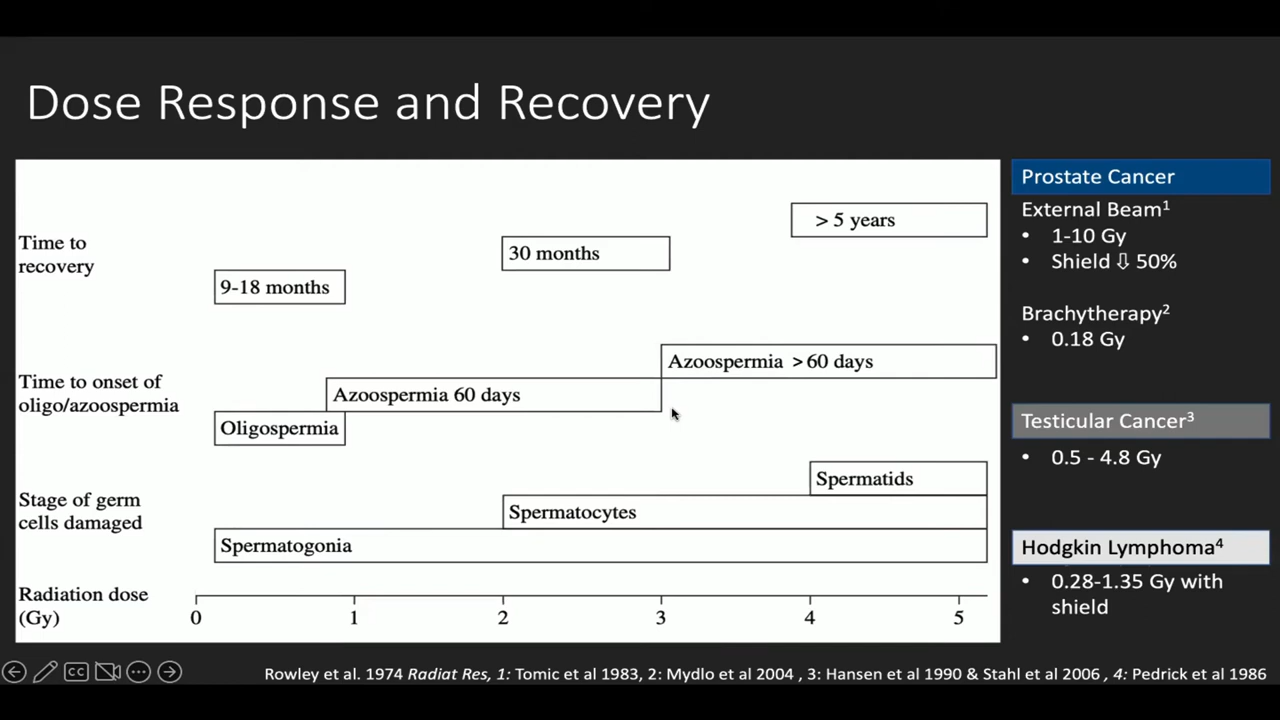 Dose Response and Recovery
Time to
recovery
> 5 years
30 months
9-18 months
Time to onset of
oligo/azoospermia
Azoospermia >60 days
Azoospermia 60 days
Oligospermia
Stage of germ
cells damaged
Spermatids
Spermatocytes
Spermatogonia
Radiation dose
(Gy)
0 1 2 3 4 5
Prostate Cancer
External Beam¹
• 1-10 Gy
• Shield ⇩ 50%
Brachytherapy²
• 0.18 Gy
Testicular Cancer³
• 0.5 - 4.8 Gy
Hodgkin Lymphoma⁴
• 0.28-1.35 Gy with
shield
CC
Rowley et al. 1974 Radiat Res, 1: Tomic et al 1983, 2: Mydlo et al 2004 , 3: Hansen et al 1990 & Stahl et al 2006 , 4: Pedrick et al 1986